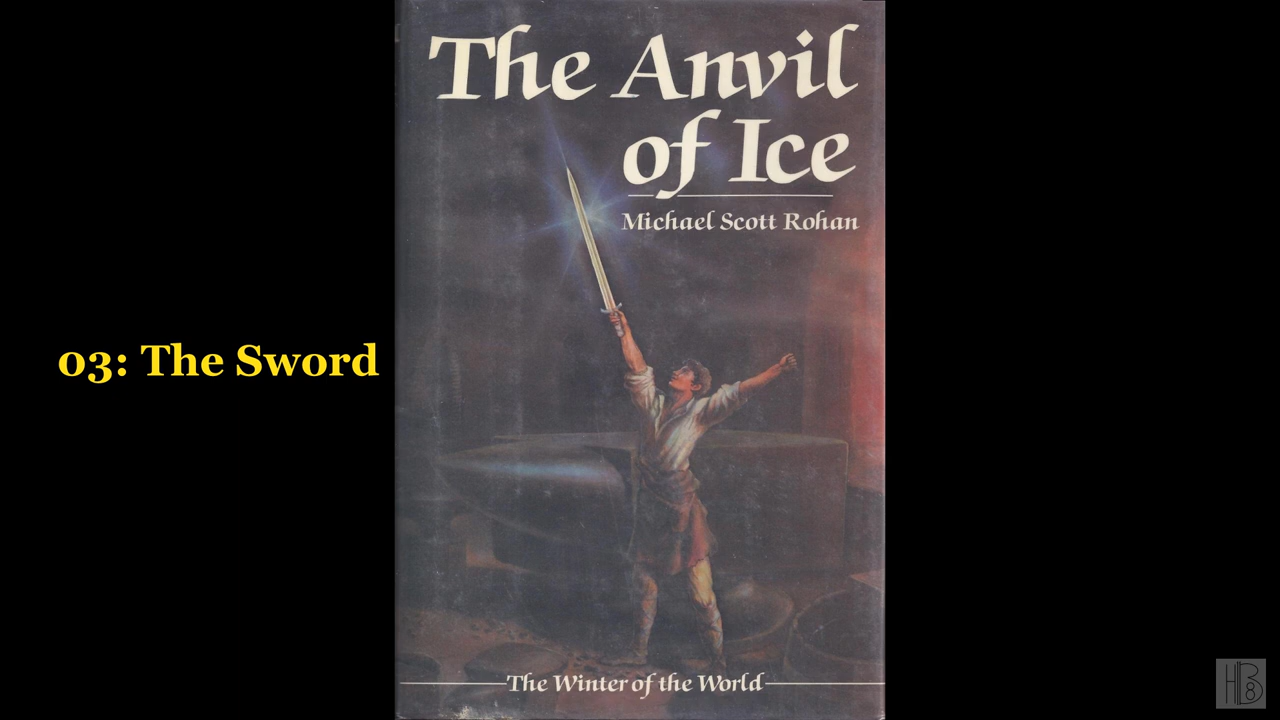 The Anvil
of Ice
Michael Scott Rohan
03: The Sword
The Winter of the World